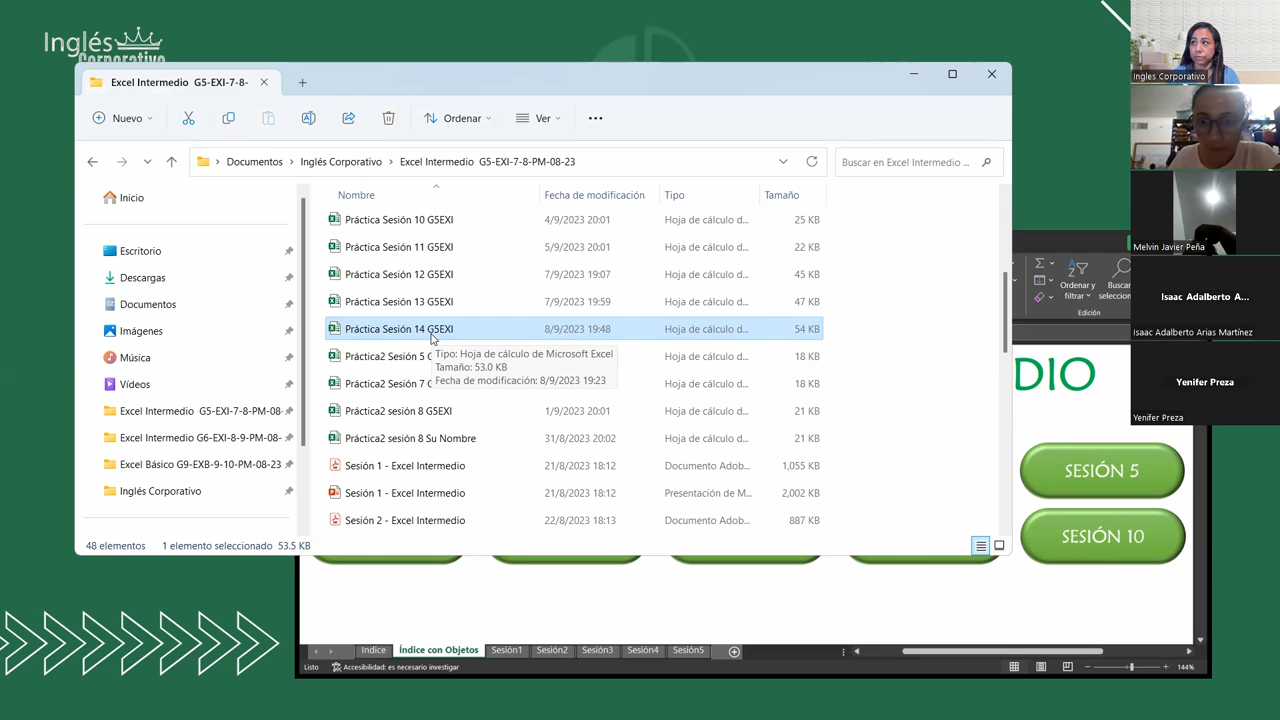 Inglés
Corporativo
Excel Intermedio G5-EXI-7-8-
Nuevo
Ordenar
Ver
Documentos > Inglés Corporativo > Excel Intermedio G5-EXI-7-8-PM-08-23
Buscar en Excel Intermedio ...
Nombre Fecha de modificación Tipo Tamaño
Inicio
Escritorio
Descargas
Documentos
Imágenes
Música
Vídeos
Excel Intermedio G5-EXI-7-8-PM-08-
Excel Intermedio G6-EXI-8-9-PM-08-
Excel Básico G9-EXB-9-10-PM-08-23
Inglés Corporativo
Práctica Sesión 10 G5EXI 4/9/2023 20:01 Hoja de cálculo d... 25 KB
Práctica Sesión 11 G5EXI 5/9/2023 20:01 Hoja de cálculo d... 22 KB
Práctica Sesión 12 G5EXI 7/9/2023 19:07 Hoja de cálculo d... 45 KB
Práctica Sesión 13 G5EXI 7/9/2023 19:59 Hoja de cálculo d... 47 KB
Práctica Sesión 14 G5EXI 8/9/2023 19:48 Hoja de cálculo d... 54 KB
Práctica2 Sesión 5 Hoja de cálculo d... 18 KB
Práctica2 Sesión 7 Hoja de cálculo d... 18 KB
Práctica2 sesión 8 G5EXI 1/9/2023 20:01 Hoja de cálculo d... 21 KB
Práctica2 sesión 8 Su Nombre 31/8/2023 20:02 Hoja de cálculo d... 21 KB
Sesión 1 - Excel Intermedio 21/8/2023 18:12 Documento Adob... 1,055 KB
Sesión 1 - Excel Intermedio 21/8/2023 18:12 Presentación de M... 2,002 KB
Sesión 2 - Excel Intermedio 22/8/2023 18:13 Documento Adob... 887 KB
Tipo: Hoja de cálculo de Microsoft Excel
Tamaño: 53.0 KB
Fecha de modificación: 8/9/2023 19:23
48 elementos 1 elemento seleccionado 53.5 KB
Ingles Corporativo
Melvin Javier Peña
Isaac Adalberto A...
Isaac Adalberto Arias Martínez
Yenifer Preza
Yenifer Preza
Ordenar y
filtrar
Buscar
seleccion
Edición
DIO
SESIÓN 5
SESIÓN 10
Indice Índice con Objetos Sesión1 Sesión2 Sesión3 Sesión4 Sesión5
Listo Accesibilidad: es necesario investigar 144%